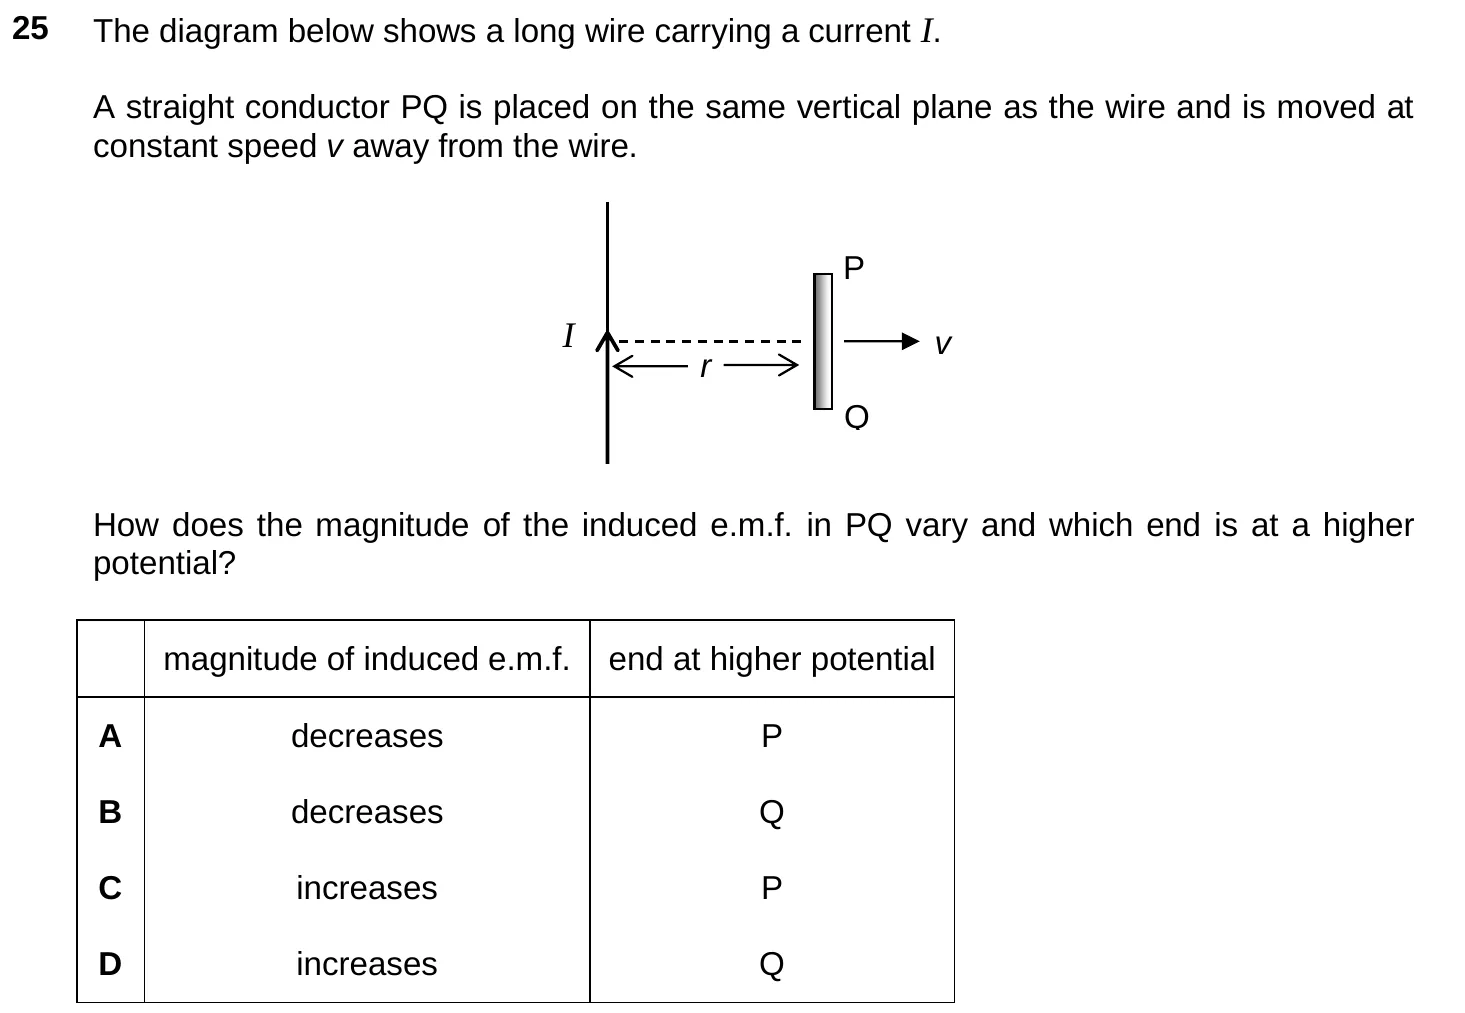 25 The diagram below shows a long wire carrying a current I.
A straight conductor PQ is placed on the same vertical plane as the wire and is moved at
constant speed v away from the wire.
P
I
v
r
Q
How does the magnitude of the induced e.m.f. in PQ vary and which end is at a higher
potential?
magnitude of induced e.m.f. end at higher potential
A decreases P
B decreases Q
C increases P
D increases Q